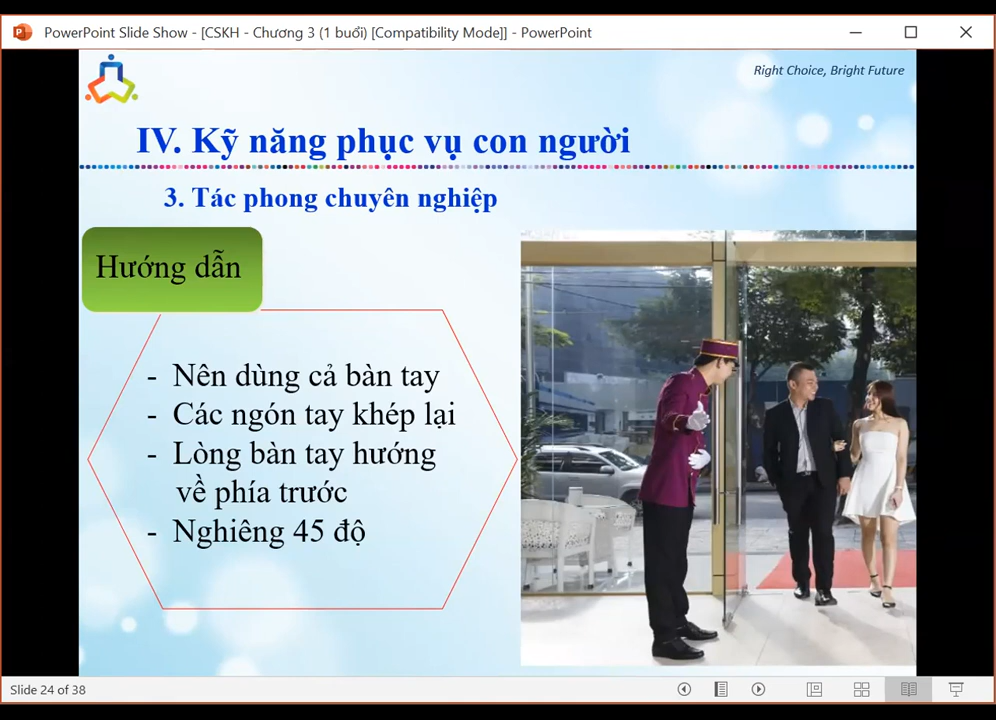 PowerPoint Slide Show - [CSKH - Chương 3 (1 buổi) [Compatibility Mode]] - PowerPoint
Right Choice, Bright Future
IV. Kỹ năng phục vụ con người
3. Tác phong chuyên nghiệp
Hướng dẫn
- Nên dùng cả bàn tay
- Các ngón tay khép lại
- Lòng bàn tay hướng
về phía trước
- Nghiêng 45 độ
Slide 24 of 38